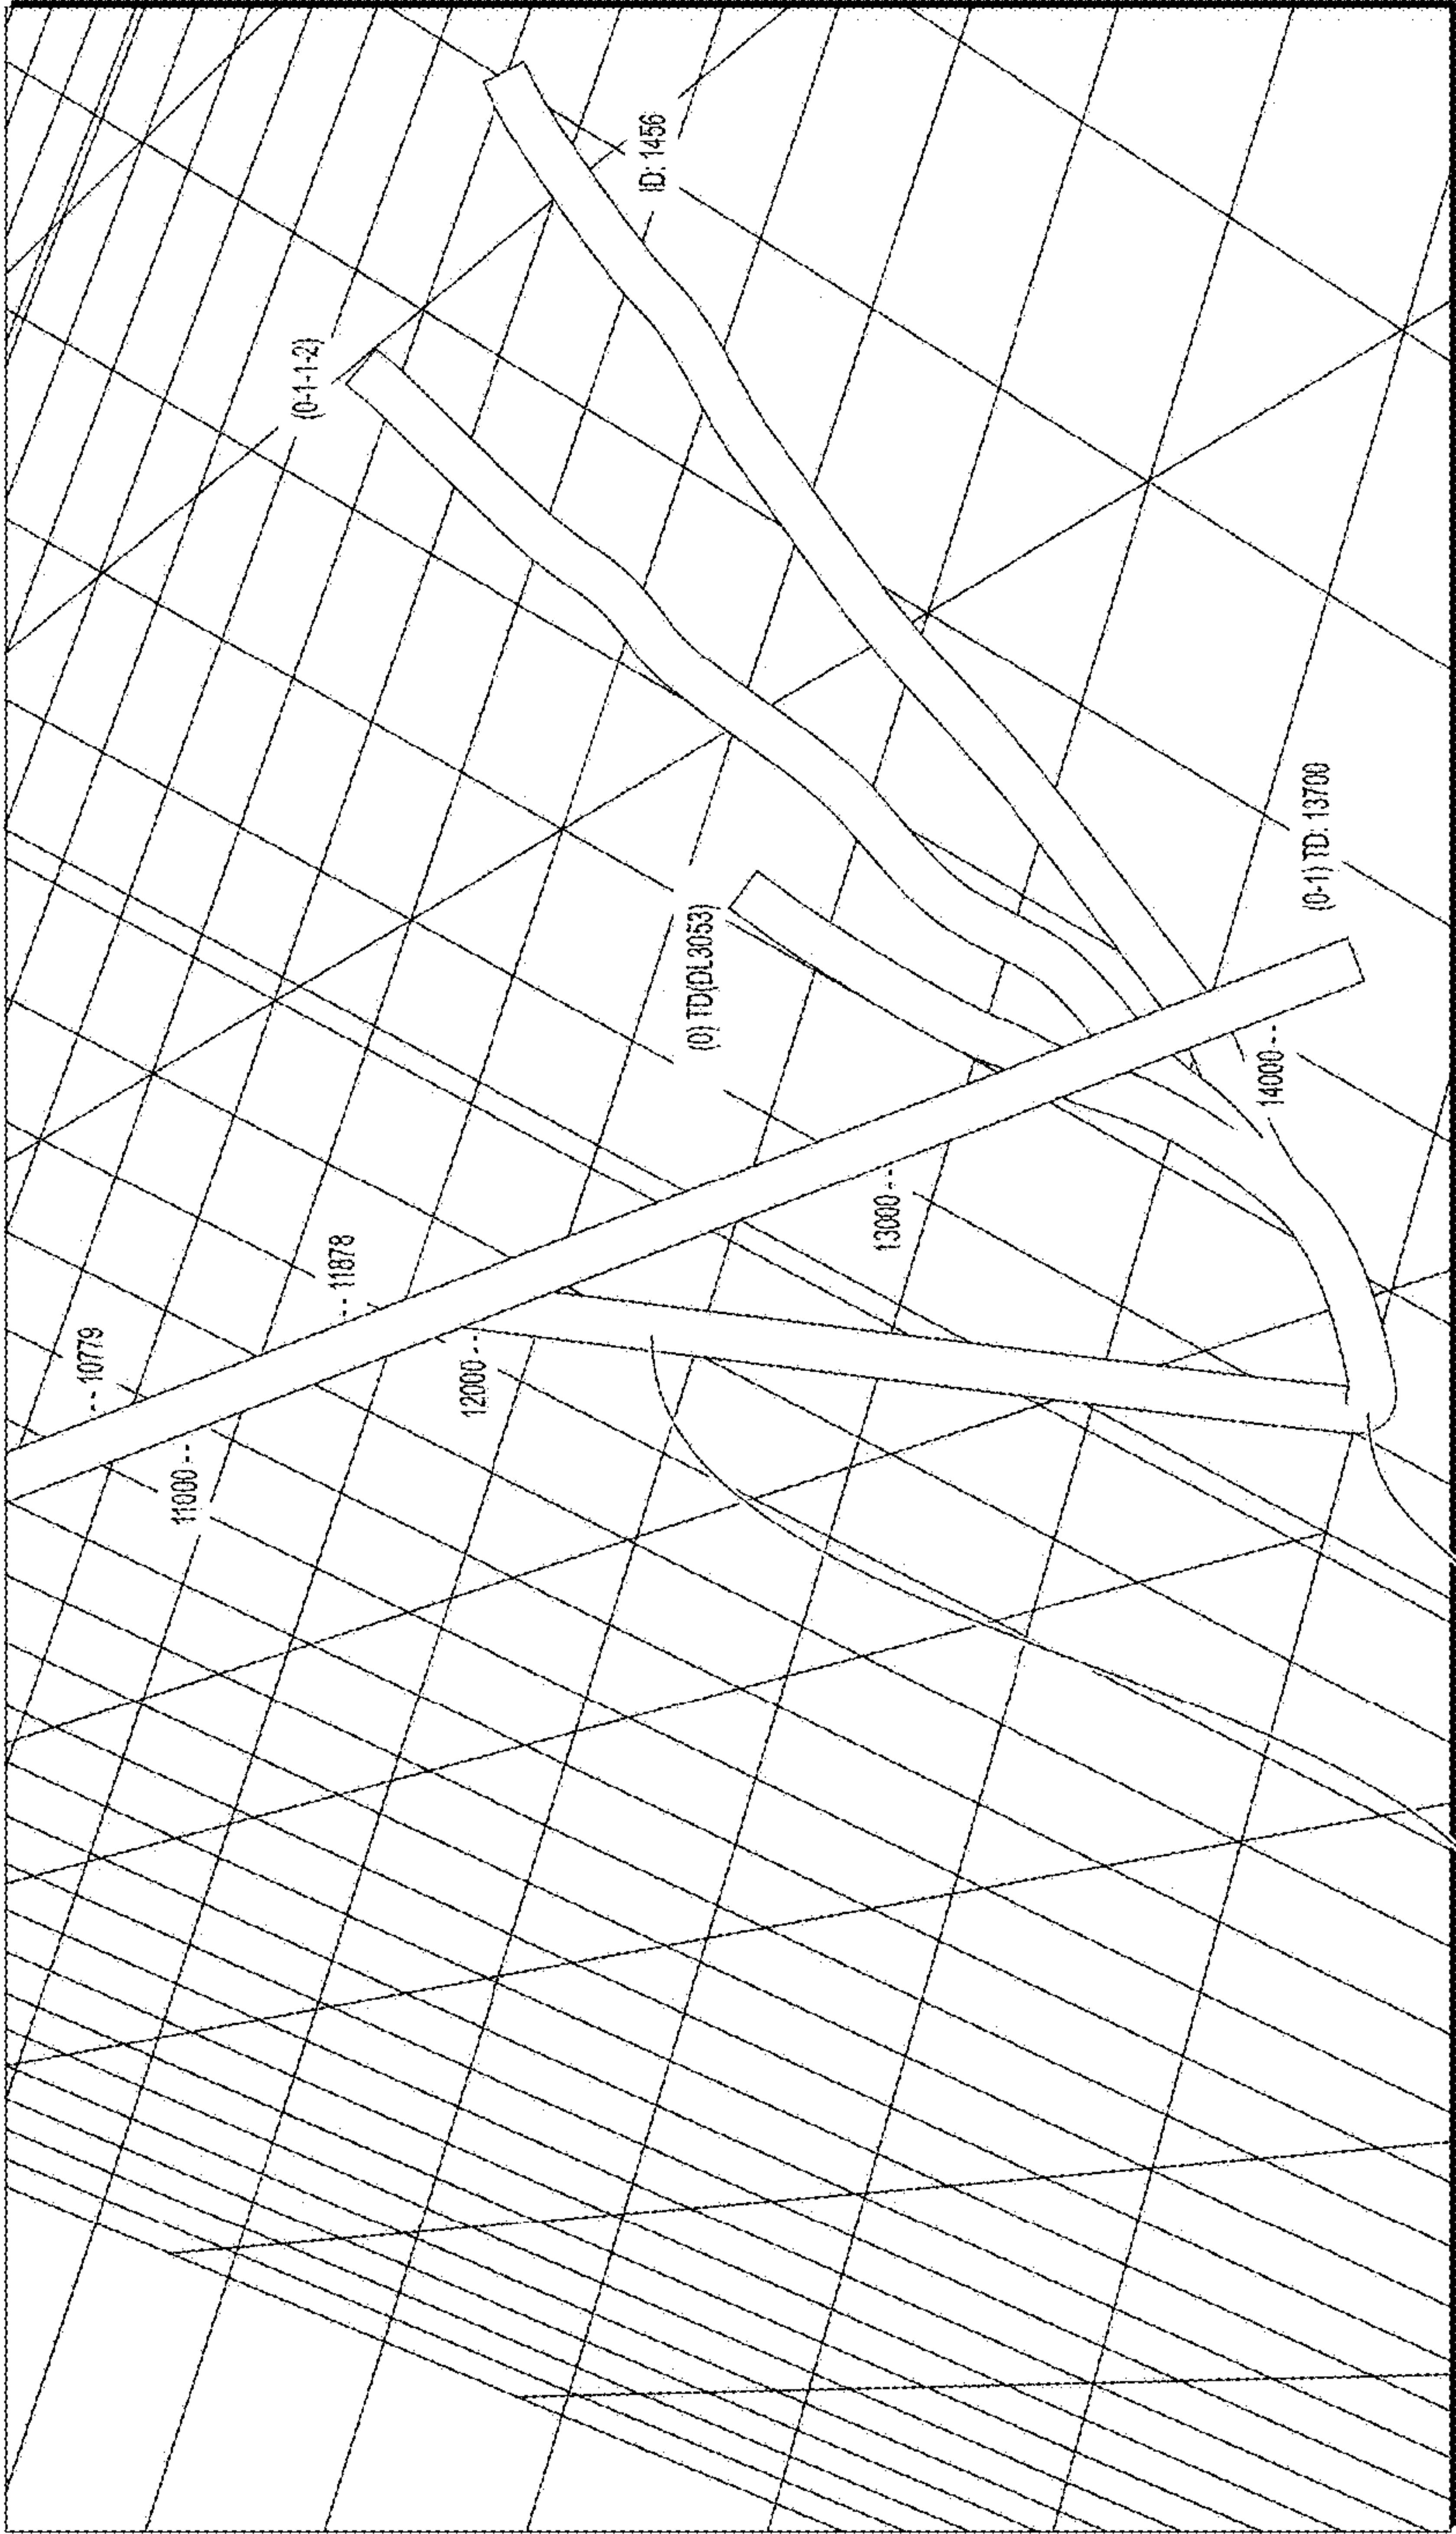 ID: 1456
(0-1-1-2)
(0-1) TD: 13700
(0) TD(DL3053)
14000 --
13000 --
-- 11878
-- 10779
12000 --
11000 --